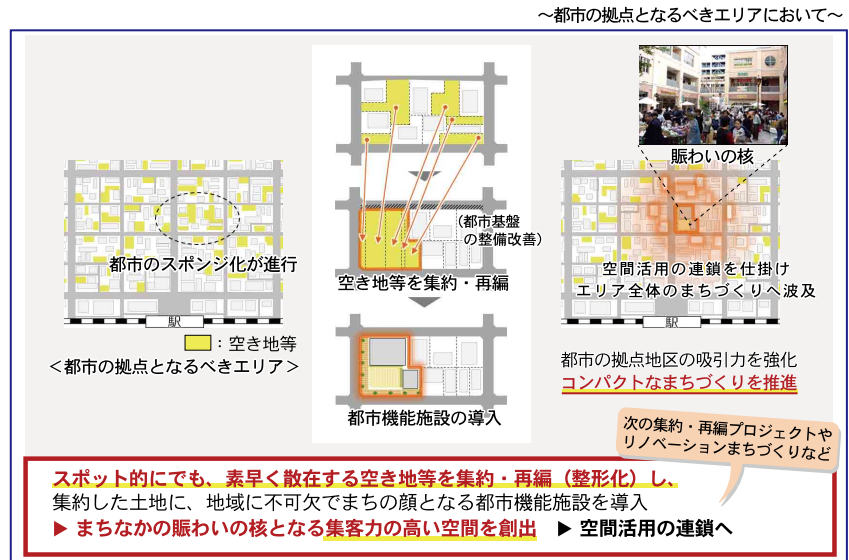 ～都市の拠点となるべきエリアにおいて～
都市のスポンジ化が進行
駅
：空き地等
＜都市の拠点となるべきエリア＞
（都市基盤
の整備改善）
空き地等を集約・再編
都市機能施設の導入
賑わいの核
空間活用の連鎖を仕掛け
エリア全体のまちづくりへ波及
駅
都市の拠点地区の吸引力を強化
コンパクトなまちづくりを推進
次の集約・再編プロジェクトや
リノベーションまちづくりなど
スポット的にでも、素早く散在する空き地等を集約・再編（整形化）し、
集約した土地に、地域に不可欠でまちの顔となる都市機能施設を導入
▶ まちなかの賑わいの核となる集客力の高い空間を創出 ▶ 空間活用の連鎖へ